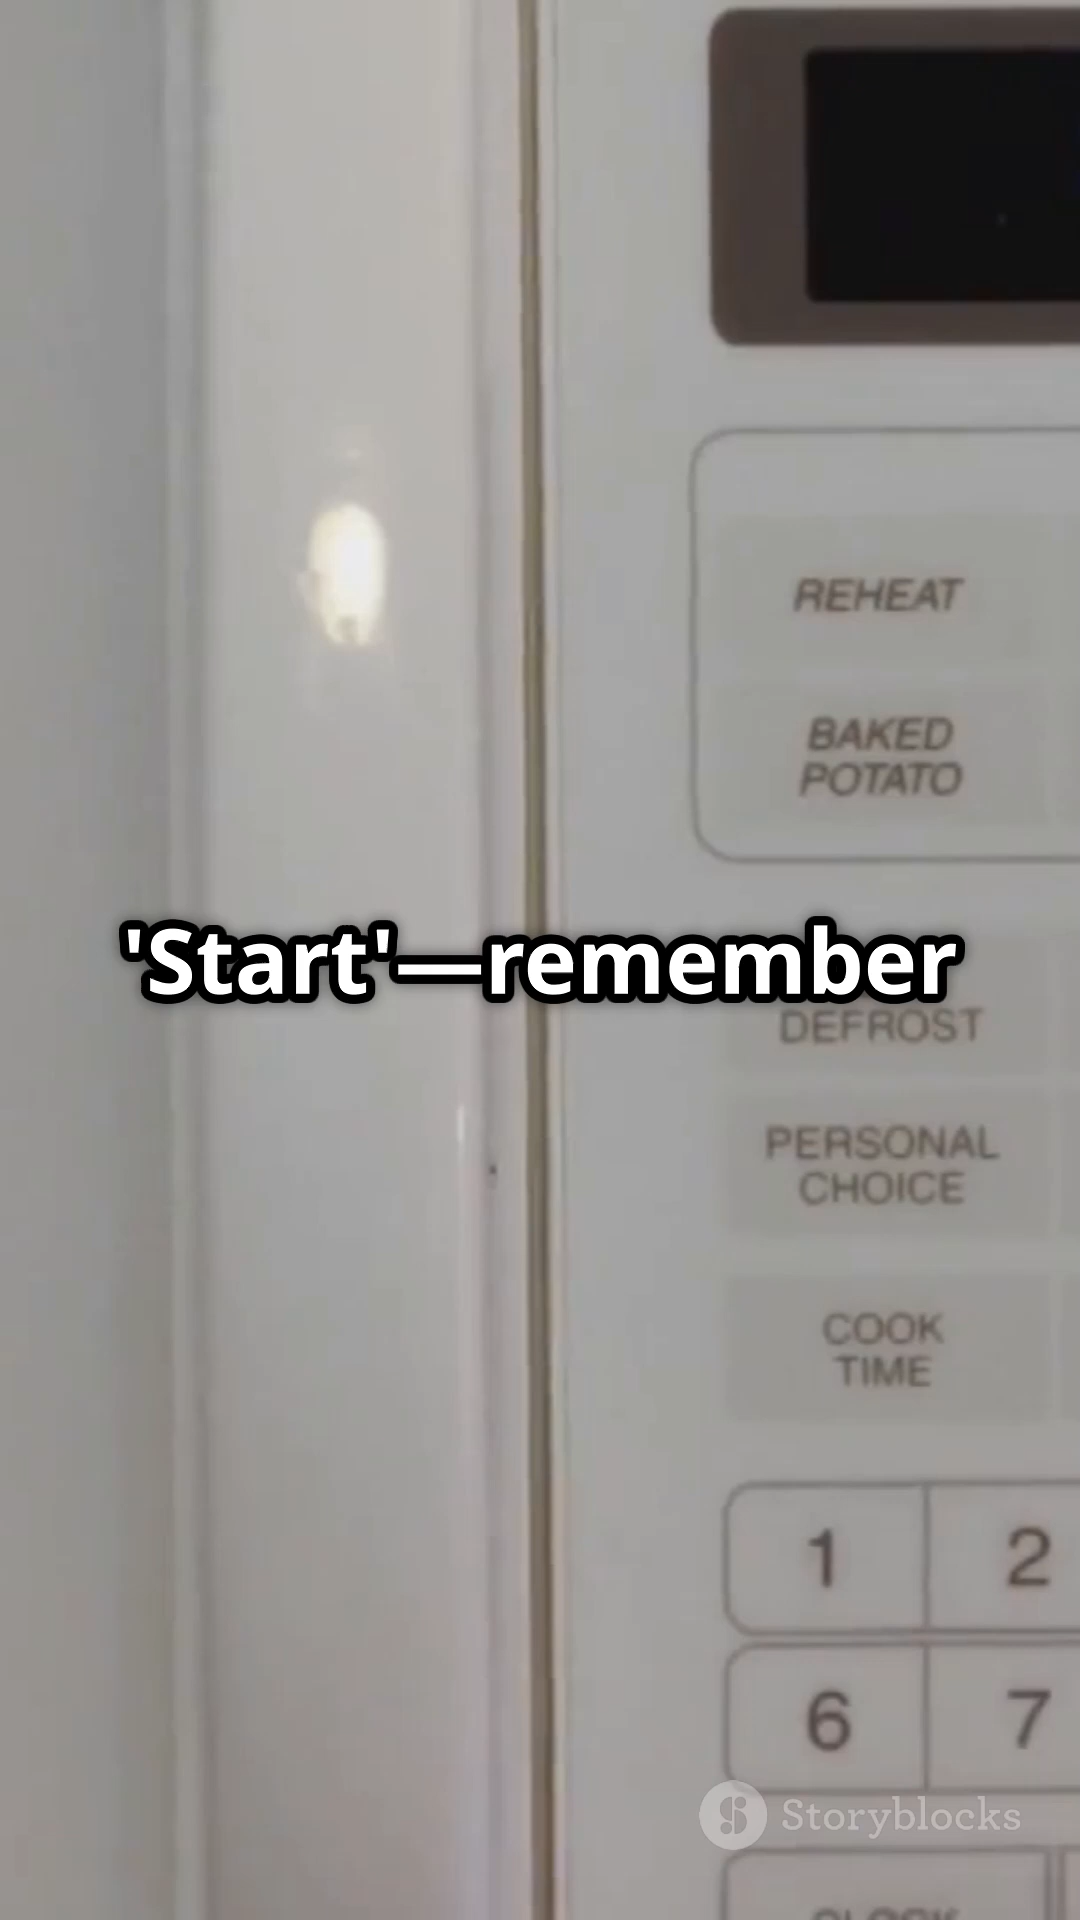 REHEAT
BAKED
POTATO
'Start'—remember
DEFROST
PERSONAL
CHOICE
COOK
TIME
1 2
6 7
Storyblocks